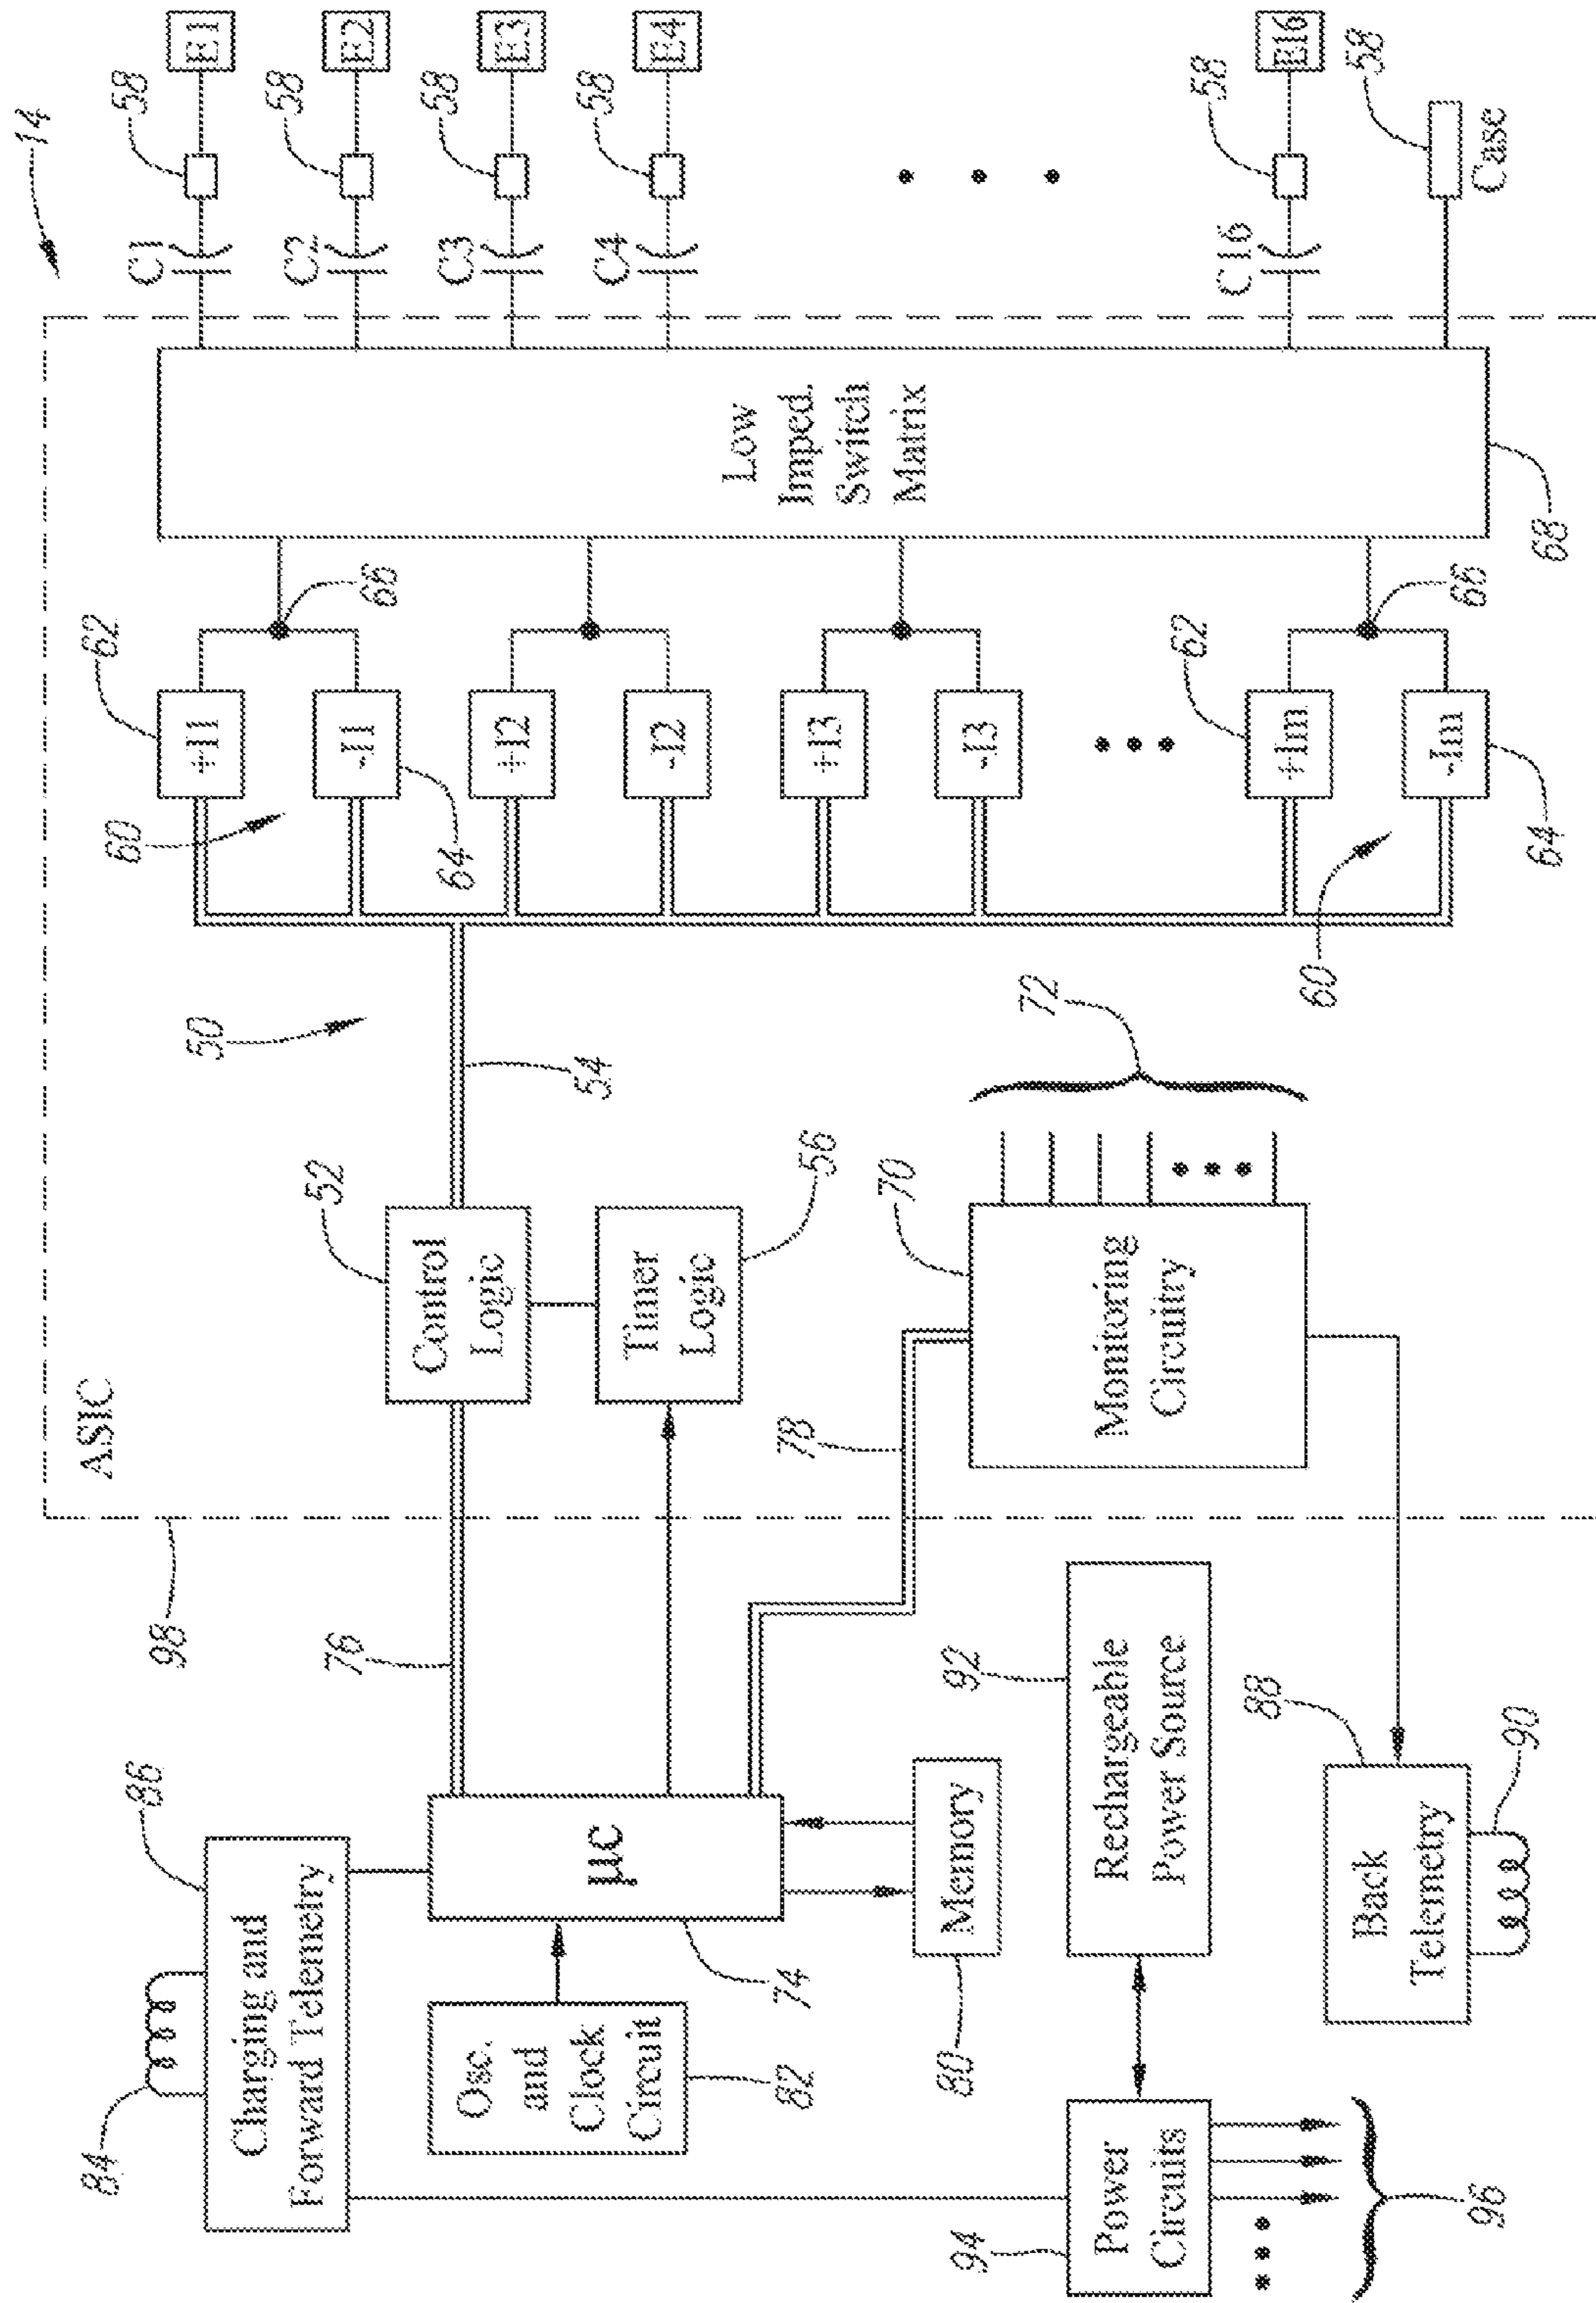 14
ASIC
98
84
86
Charging and
Forward Telemetry
76
50
52
Control
Logic
54
Timer
Logic
56
µC
74
Osc.
and
Clock
Circuit
82
Memory
80
78
70
Monitoring
Circuitry
72
92
Rechargeable
Power Source
94
Power
Circuits
96
88
Back
Telemetry
90
60
62
+I1
-I1
64
66
+I2
-I2
+I3
-I3
62
+Im
-Im
64
60
66
Low
Imped.
Switch
Matrix
68
C1
58
E1
C2
58
E2
C3
58
E3
C4
58
E4
C16
58
E16
58
Case